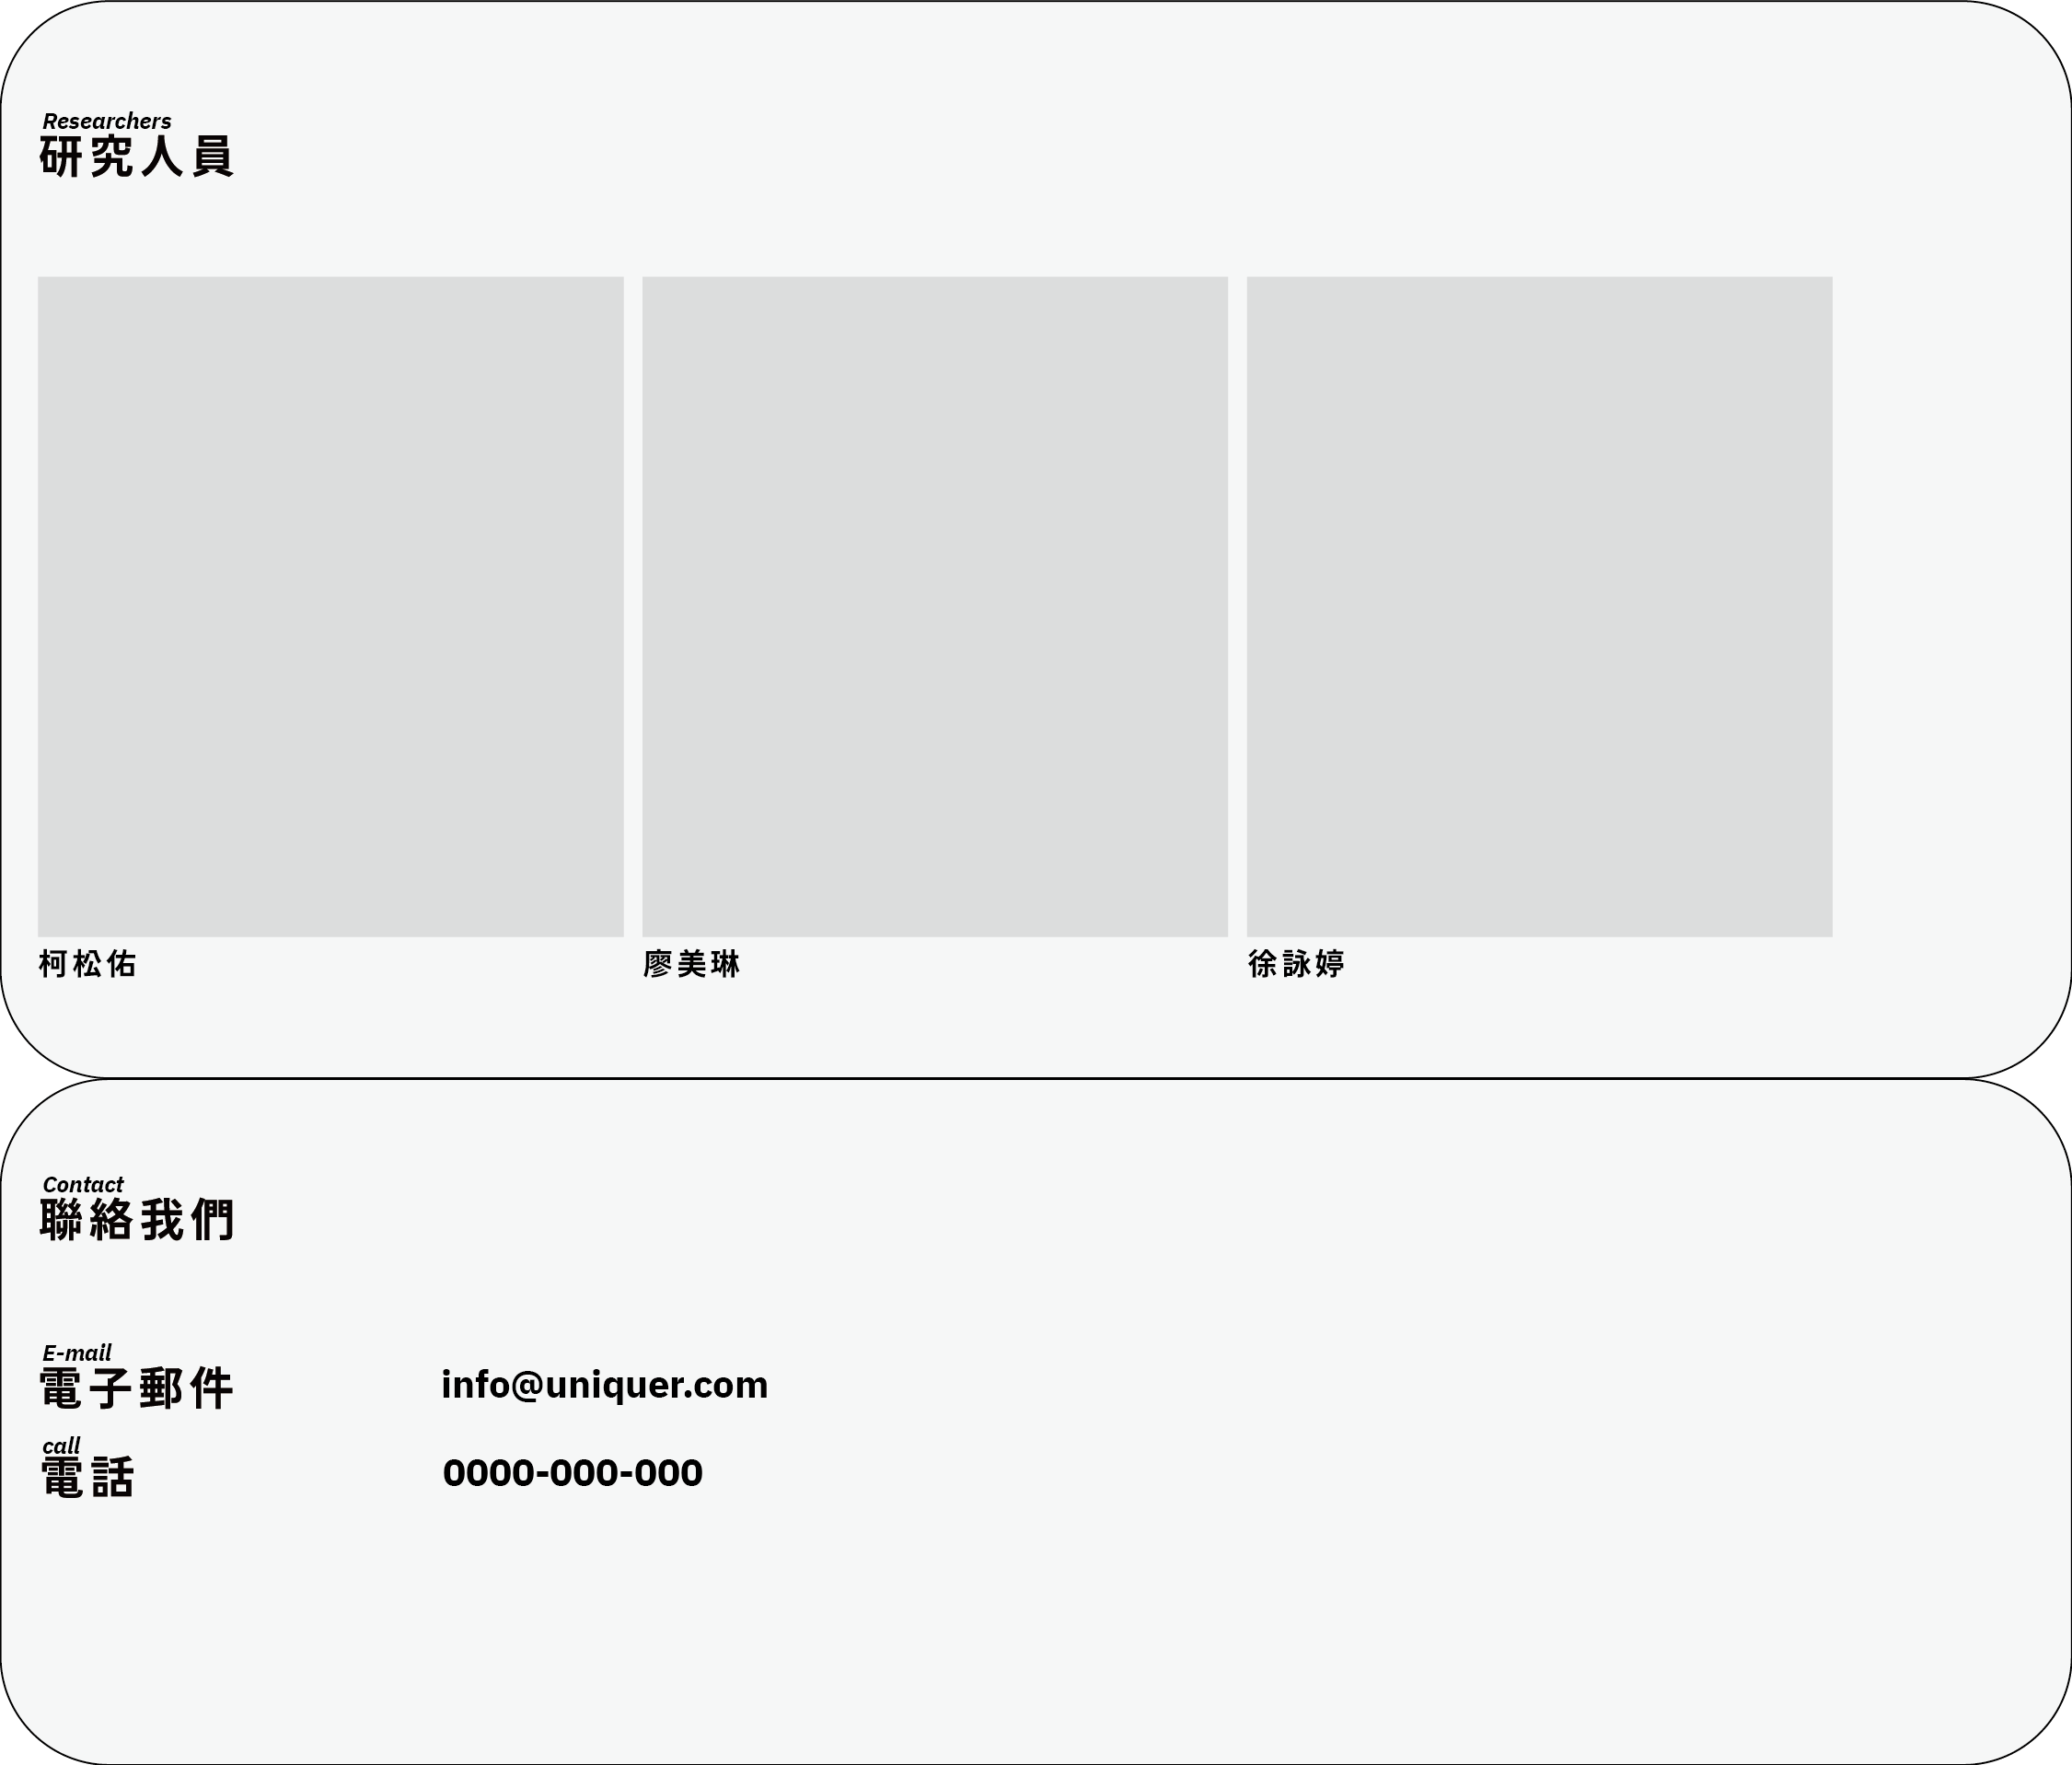 Researchers
研究人員
柯松佑
廖美琳
徐詠婷
Contact
聯絡我們
E-mail
電子郵件
info@uniquer.com
call
電話
0000-000-000